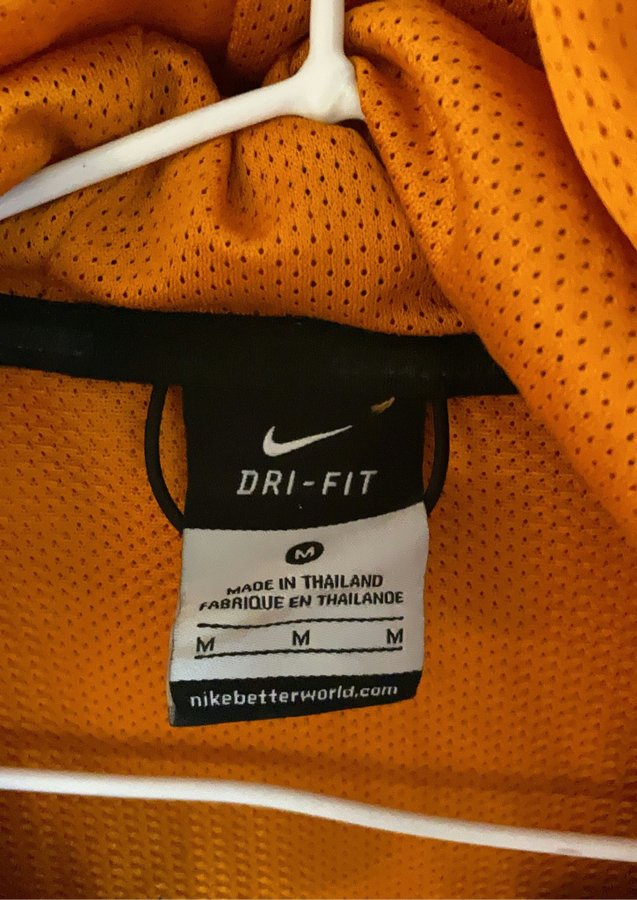 DRI-FIT
M
MADE IN THAILAND
FABRIQUE EN THAILANDE
M M M
nikebetterworld.com